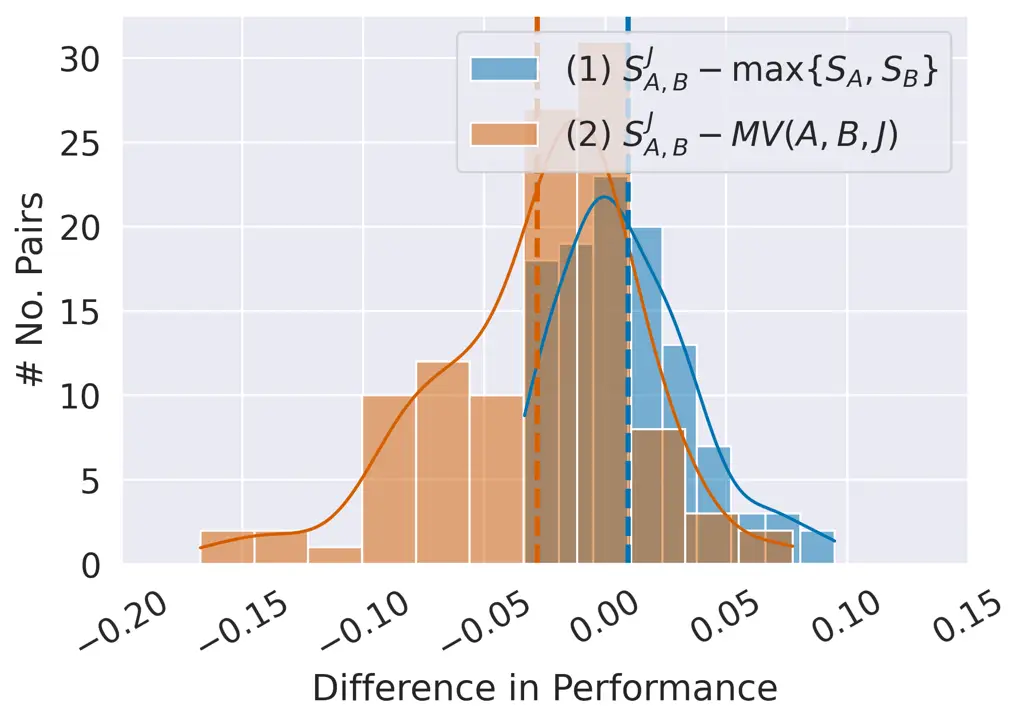 (1) $S^J_{A,B} - \max\{S_A, S_B\}$
(2) $S^J_{A,B} - MV(A, B, J)$
# No. Pairs
30
25
20
15
10
5
0
−0.20 −0.15 −0.10 −0.05 0.00 0.05 0.10 0.15
Difference in Performance